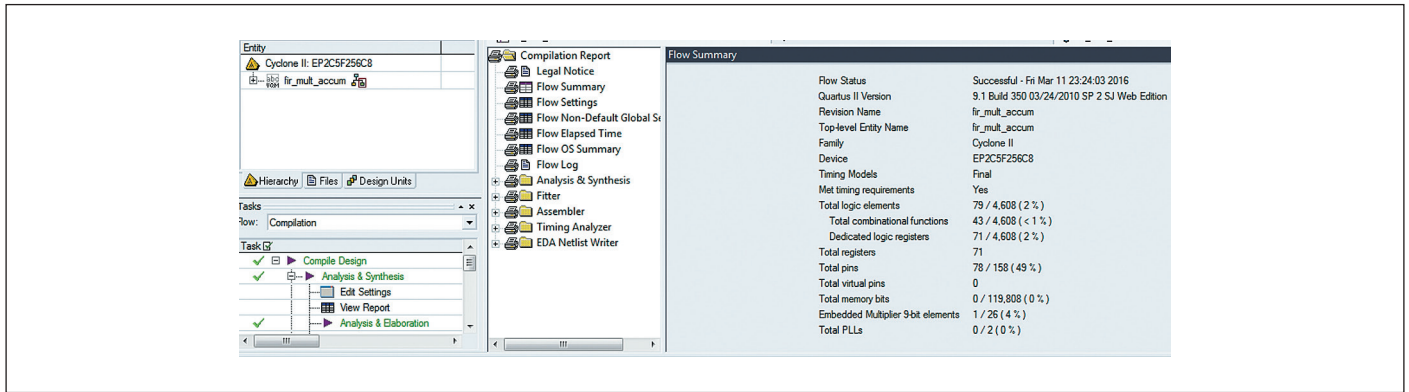 Entity
Cyclone II: EP2C5F256C8
fir_mult_accum
Hierarchy Files Design Units
Tasks
Flow: Compilation
Task
Compile Design
Analysis & Synthesis
Edit Settings
View Report
Analysis & Elaboration
Compilation Report
Legal Notice
Flow Summary
Flow Settings
Flow Non-Default Global Se
Flow Elapsed Time
Flow OS Summary
Flow Log
Analysis & Synthesis
Fitter
Assembler
Timing Analyzer
EDA Netlist Writer
Flow Summary
Flow Status Successful - Fri Mar 11 23:24:03 2016
Quartus II Version 9.1 Build 350 03/24/2010 SP 2 SJ Web Edition
Revision Name fir_mult_accum
Top-level Entity Name fir_mult_accum
Family Cyclone II
Device EP2C5F256C8
Timing Models Final
Met timing requirements Yes
Total logic elements 79 / 4,608 ( 2 % )
Total combinational functions 43 / 4,608 ( < 1 % )
Dedicated logic registers 71 / 4,608 ( 2 % )
Total registers 71
Total pins 78 / 158 ( 49 % )
Total virtual pins 0
Total memory bits 0 / 119,808 ( 0 % )
Embedded Multiplier 9-bit elements 1 / 26 ( 4 % )
Total PLLs 0 / 2 ( 0 % )